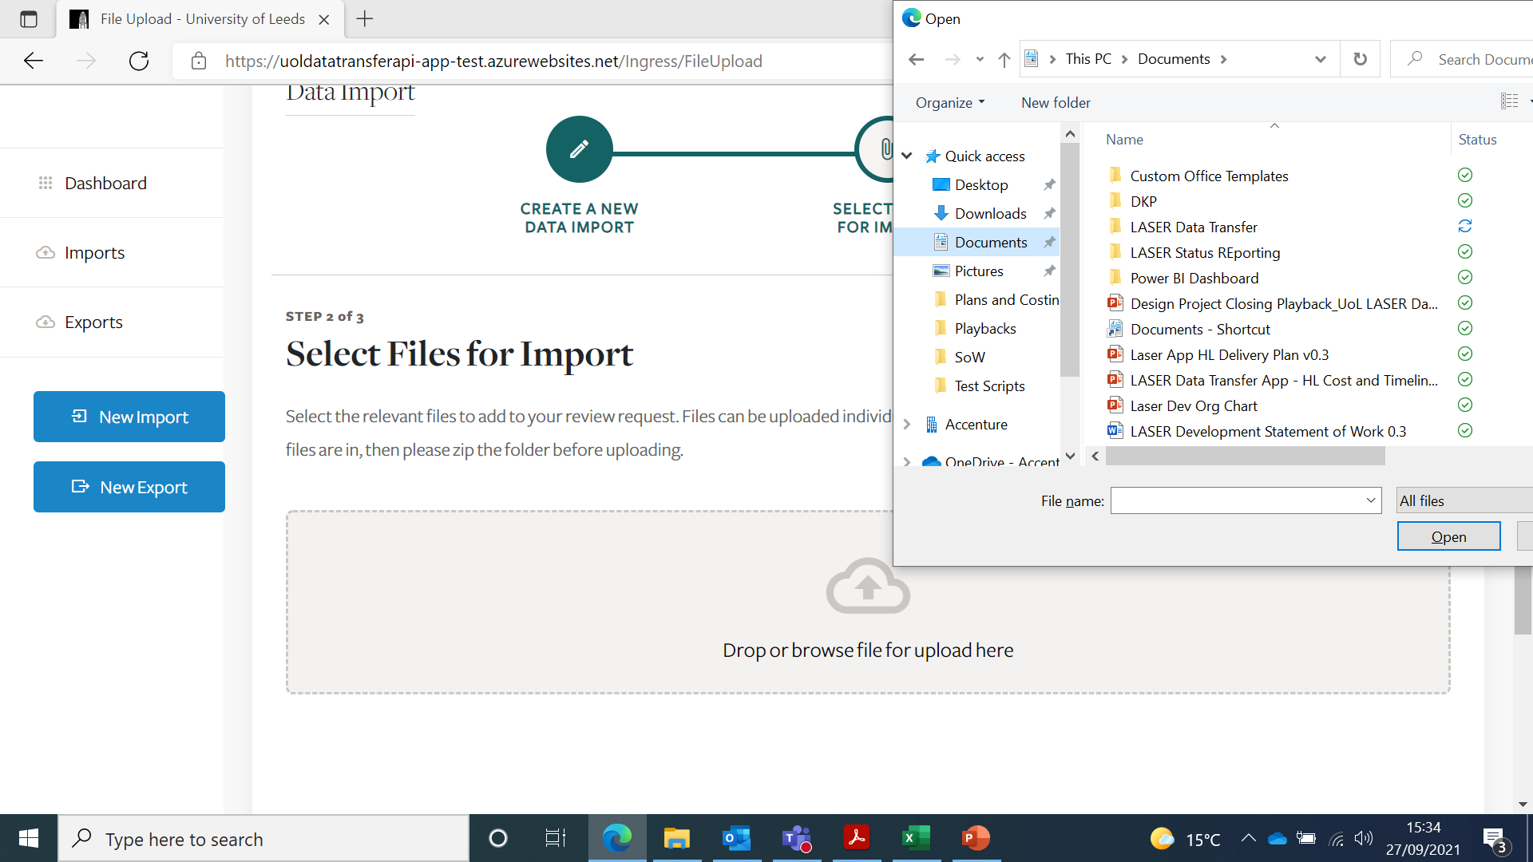 File Upload - University of Leeds
https://uoldatatransferapi-app-test.azurewebsites.net/Ingress/FileUpload
Data Import
CREATE A NEW
DATA IMPORT
SELECT
FOR IM
Dashboard
Imports
Exports
New Import
New Export
STEP 2 of 3
Select Files for Import
Select the relevant files to add to your review request. Files can be uploaded individ
files are in, then please zip the folder before uploading.
Drop or browse file for upload here
Open
This PC > Documents >
Search Docume
Organize
New folder
Quick access
Desktop
Downloads
Documents
Pictures
Plans and Costin
Playbacks
SoW
Test Scripts
Accenture
OneDrive - Accent
Name
Status
Custom Office Templates
DKP
LASER Data Transfer
LASER Status REporting
Power BI Dashboard
Design Project Closing Playback_UoL LASER Da...
Documents - Shortcut
Laser App HL Delivery Plan v0.3
LASER Data Transfer App - HL Cost and Timelin...
Laser Dev Org Chart
LASER Development Statement of Work 0.3
File name:
All files
Open
Type here to search
15°C
15:34
27/09/2021
3